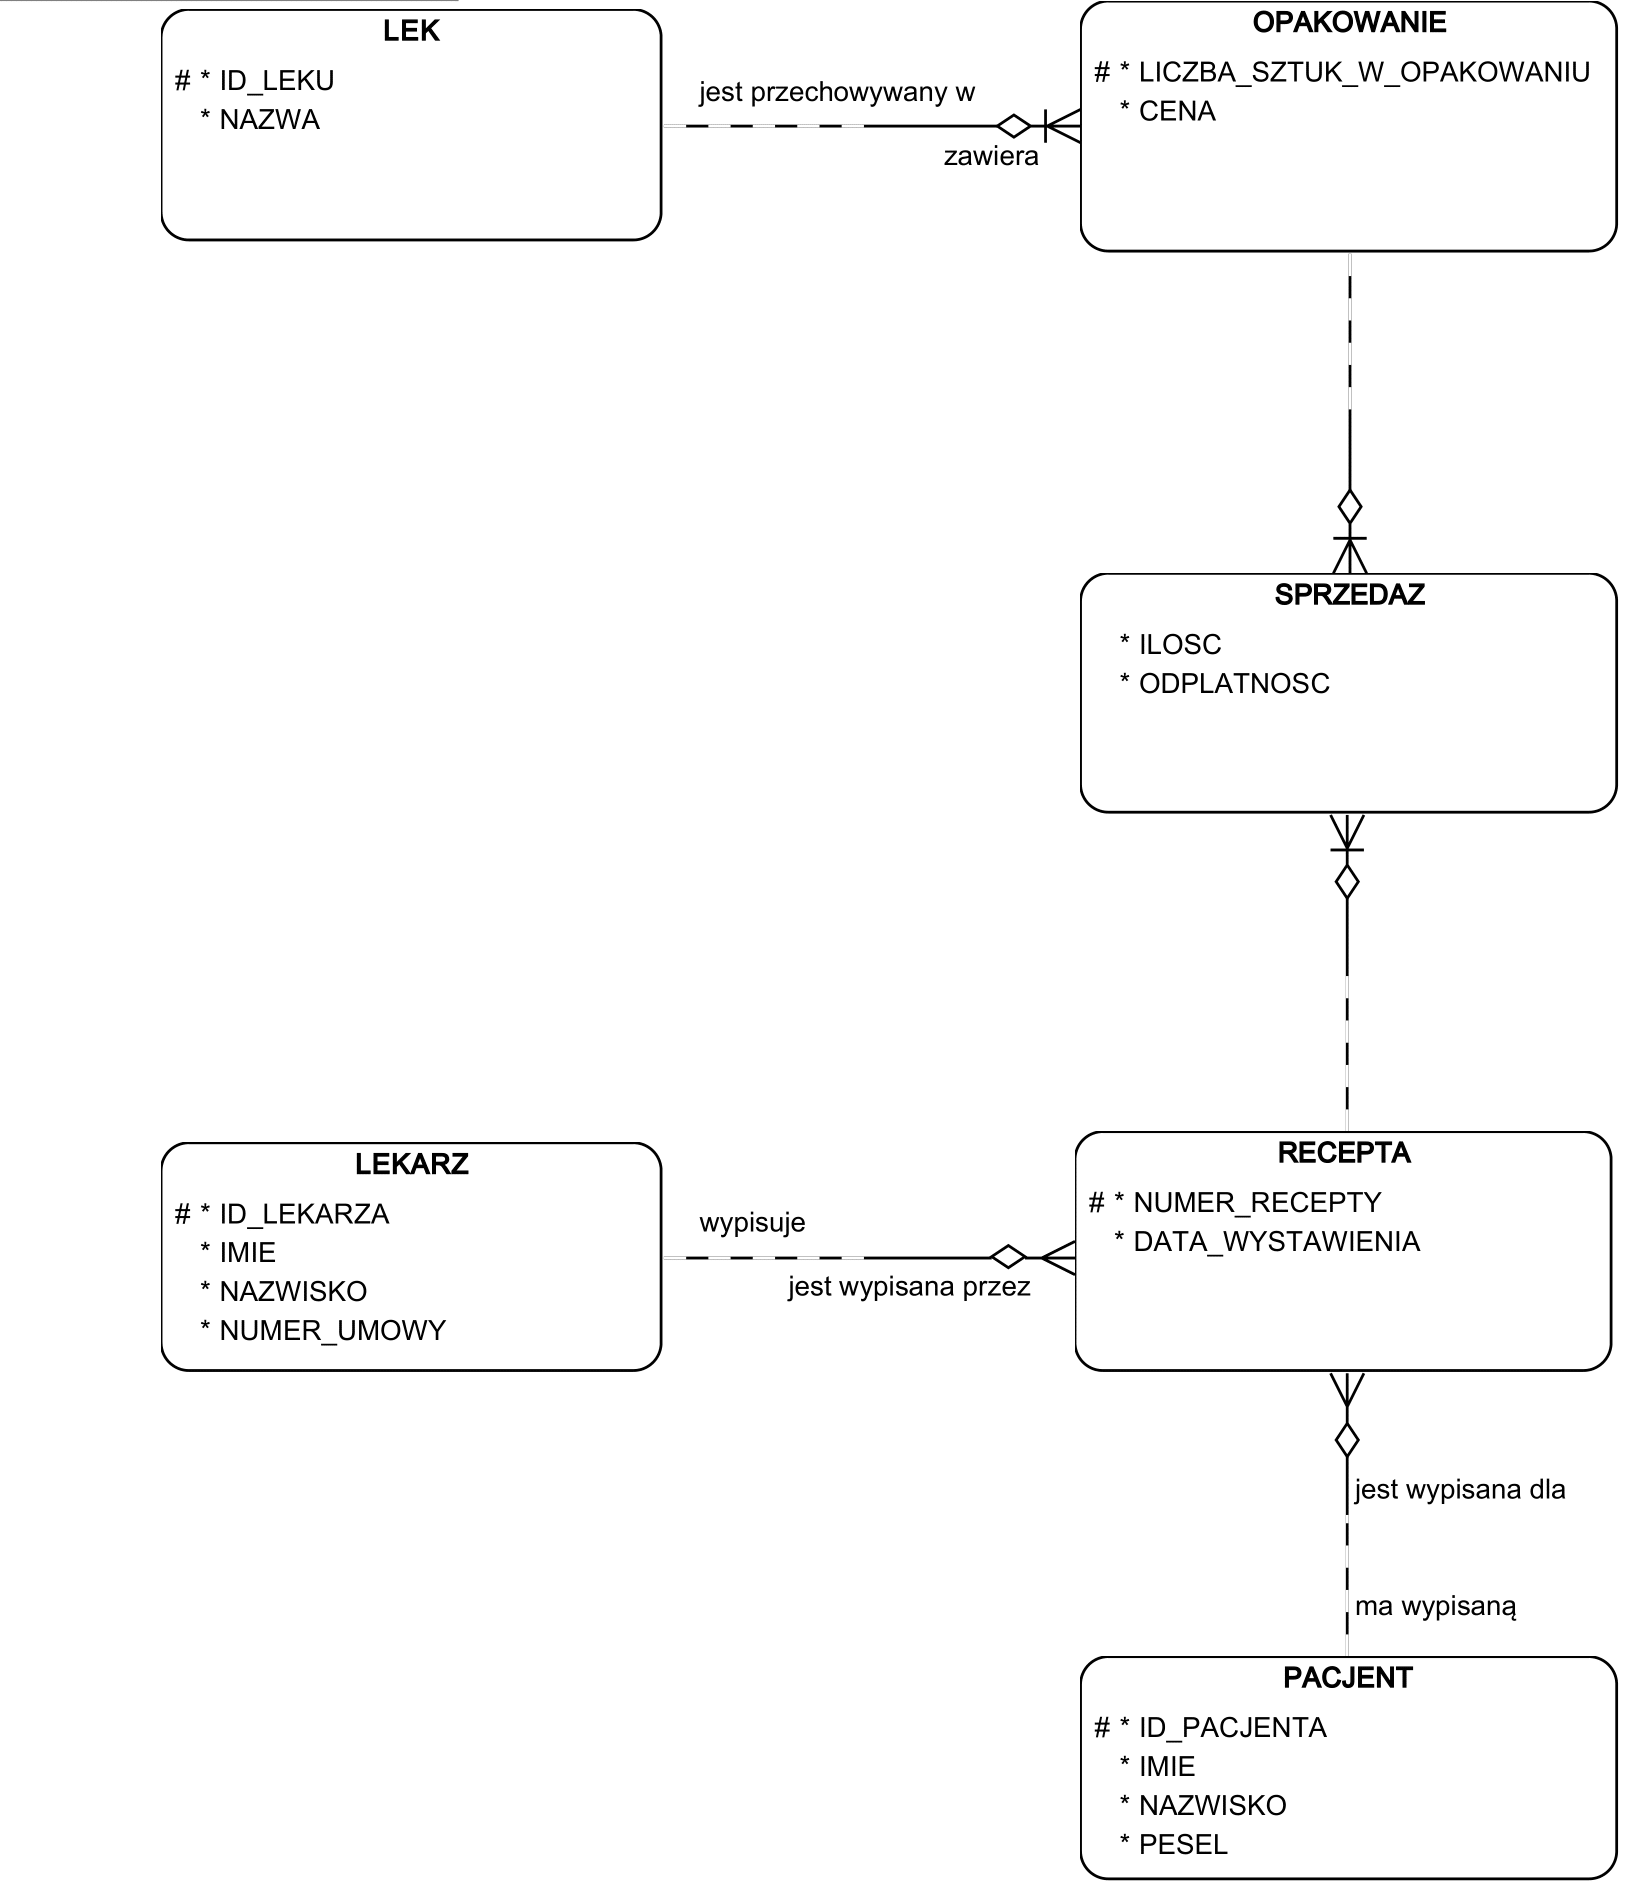 LEK
# * ID_LEKU
* NAZWA
jest przechowywany w
zawiera
OPAKOWANIE
# * LICZBA_SZTUK_W_OPAKOWANIU
* CENA
SPRZEDAZ
* ILOSC
* ODPLATNOSC
LEKARZ
# * ID_LEKARZA
* IMIE
* NAZWISKO
* NUMER_UMOWY
wypisuje
jest wypisana przez
RECEPTA
# * NUMER_RECEPTY
* DATA_WYSTAWIENIA
jest wypisana dla
ma wypisaną
PACJENT
# * ID_PACJENTA
* IMIE
* NAZWISKO
* PESEL